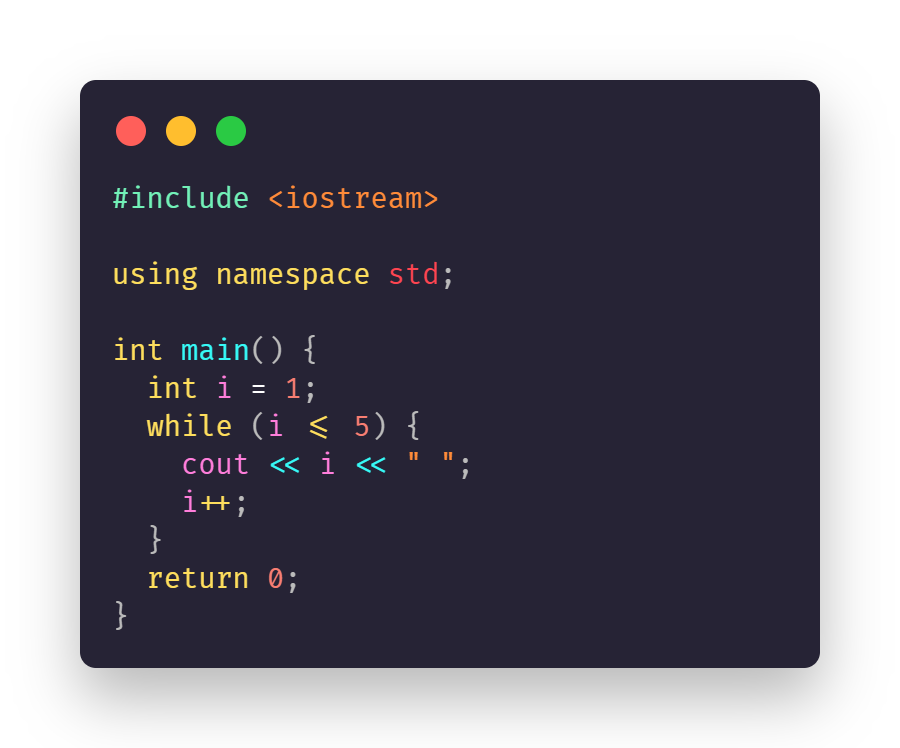 #include <iostream>
using namespace std;
int main() {
  int i = 1;
  while (i <= 5) {
    cout << i << " ";
    i++;
  }
  return 0;
}